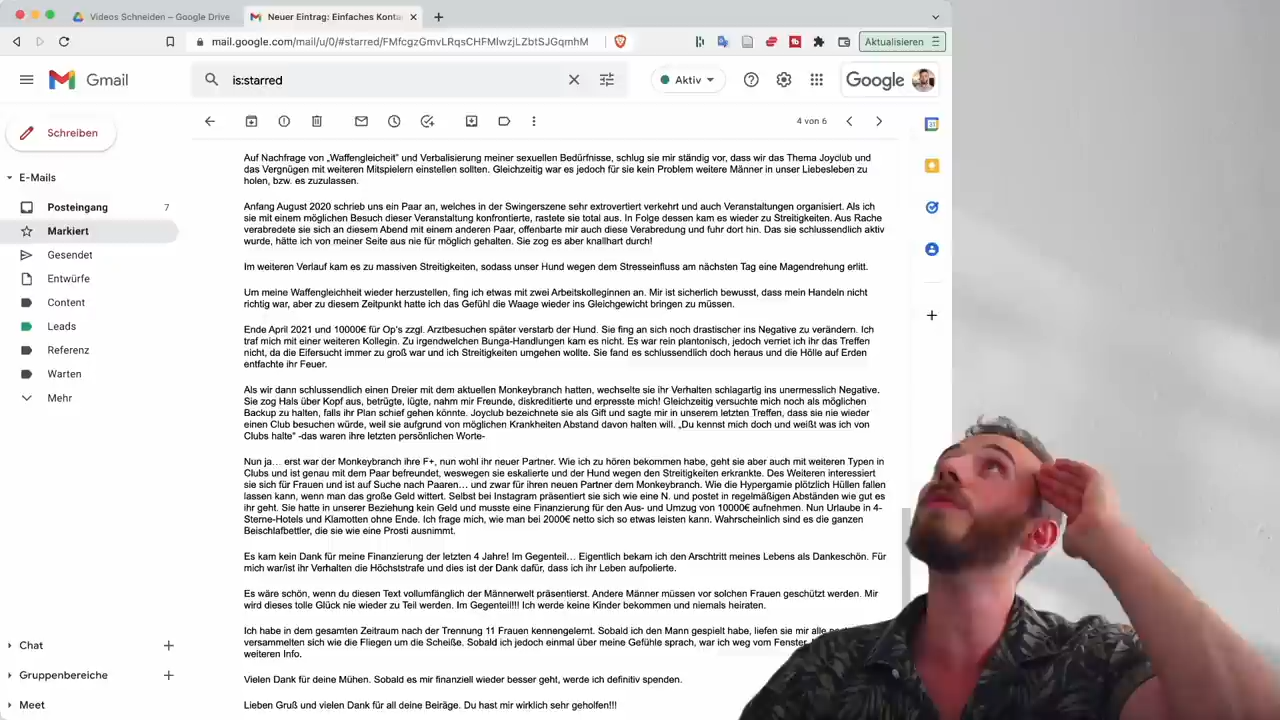 Videos Schneiden – Google Drive
Neuer Eintrag: Einfaches Konta
mail.google.com/mail/u/0/#starred/FMfcgzGmvLRqsCHFMlwzjLZbtSJGqmhM
Aktualisieren
Gmail
is:starred
Aktiv
Google
Schreiben
4 von 6
E-Mails
Posteingang 7
Markiert
Gesendet
Entwürfe
Content
Leads
Referenz
Warten
Mehr
Chat
Gruppenbereiche
Meet
Auf Nachfrage von „Waffengleicheit" und Verbalisierung meiner sexuellen Bedürfnisse, schlug sie mir ständig vor, dass wir das Thema Joyclub und
das Vergnügen mit weiteren Mitspielern einstellen sollten. Gleichzeitig war es jedoch für sie kein Problem weitere Männer in unser Liebesleben zu
holen, bzw. es zuzulassen.
Anfang August 2020 schrieb uns ein Paar an, welches in der Swingerszene sehr extrovertiert verkehrt und auch Veranstaltungen organisiert. Als ich
sie mit einem möglichen Besuch dieser Veranstaltung konfrontierte, rastete sie total aus. In Folge dessen kam es wieder zu Streitigkeiten. Aus Rache
verabredete sie sich an diesem Abend mit einem anderen Paar, offenbarte mir auch diese Verabredung und fuhr dort hin. Das sie schlussendlich aktiv
wurde, hätte ich von meiner Seite aus nie für möglich gehalten. Sie zog es aber knallhart durch!
Im weiteren Verlauf kam es zu massiven Streitigkeiten, sodass unser Hund wegen dem Stresseinfluss am nächsten Tag eine Magendrehung erlitt.
Um meine Waffengleichheit wieder herzustellen, fing ich etwas mit zwei Arbeitskolleginnen an. Mir ist sicherlich bewusst, dass mein Handeln nicht
richtig war, aber zu diesem Zeitpunkt hatte ich das Gefühl die Waage wieder ins Gleichgewicht bringen zu müssen.
Ende April 2021 und 10000€ für Op's zzgl. Arztbesuchen später verstarb der Hund. Sie fing an sich noch drastischer ins Negative zu verändern. Ich
traf mich mit einer weiteren Kollegin. Zu irgendwelchen Bunga-Handlungen kam es nicht. Es war rein plantonisch, jedoch verriet ich ihr das Treffen
nicht, da die Eifersucht immer zu groß war und ich Streitigkeiten umgehen wollte. Sie fand es schlussendlich doch heraus und die Hölle auf Erden
entfachte ihr Feuer.
Als wir dann schlussendlich einen Dreier mit dem aktuellen Monkeybranch hatten, wechselte sie ihr Verhalten schlagartig ins unermesslich Negative.
Sie zog Hals über Kopf aus, betrügte, lügte, nahm mir Freunde, diskreditierte und erpresste mich! Gleichzeitig versuchte mich noch als möglichen
Backup zu halten, falls ihr Plan schief gehen könnte. Joyclub bezeichnete sie als Gift und sagte mir in unserem letzten Treffen, dass sie nie wieder
einen Club besuchen würde, weil sie aufgrund von möglichen Krankheiten Abstand davon halten will. „Du kennst mich doch und weißt was ich von
Clubs halte" -das waren ihre letzten persönlichen Worte-
Nun ja… erst war der Monkeybranch ihre F+, nun wohl ihr neuer Partner. Wie ich zu hören bekommen habe, geht sie aber auch mit weiteren Typen in
Clubs und ist genau mit dem Paar befreundet, weswegen sie eskalierte und der Hund wegen den Streitigkeiten erkrankte. Des Weiteren interessiert
sie sich für Frauen und ist auf Suche nach Paaren… und zwar für ihren neuen Partner dem Monkeybranch. Wie die Hypergamie plötzlich Hüllen fallen
lassen kann, wenn man das große Geld wittert. Selbst bei Instagram präsentiert sie sich wie eine N. und postet in regelmäßigen Abständen wie gut es
ihr geht. Sie hatte in unserer Beziehung kein Geld und musste eine Finanzierung für den Aus- und Umzug von 10000€ aufnehmen. Nun Urlaube in 4-
Sterne-Hotels und Klamotten ohne Ende. Ich frage mich, wie man bei 2000€ netto sich so etwas leisten kann. Wahrscheinlich sind es die ganzen
Beischlafbettler, die sie wie eine Prosti ausnimmt.
Es kam kein Dank für meine Finanzierung der letzten 4 Jahre! Im Gegenteil… Eigentlich bekam ich den Arschtritt meines Lebens als Dankeschön. Für
mich war/ist ihr Verhalten die Höchststrafe und dies ist der Dank dafür, dass ich ihr Leben aufpolierte.
Es wäre schön, wenn du diesen Text vollumfänglich der Männerwelt präsentierst. Andere Männer müssen vor solchen Frauen geschützt werden. Mir
wird dieses tolle Glück nie wieder zu Teil werden. Im Gegenteil!!! Ich werde keine Kinder bekommen und niemals heiraten.
Ich habe in dem gesamten Zeitraum nach der Trennung 11 Frauen kennengelernt. Sobald ich den Mann gespielt habe, liefen sie mir alle
versammelten sich wie die Fliegen um die Scheiße. Sobald ich jedoch einmal über meine Gefühle sprach, war ich weg vom Fenster.
weiteren Info.
Vielen Dank für deine Mühen. Sobald es mir finanziell wieder besser geht, werde ich definitiv spenden.
Lieben Gruß und vielen Dank für all deine Beiräge. Du hast mir wirklich sehr geholfen!!!